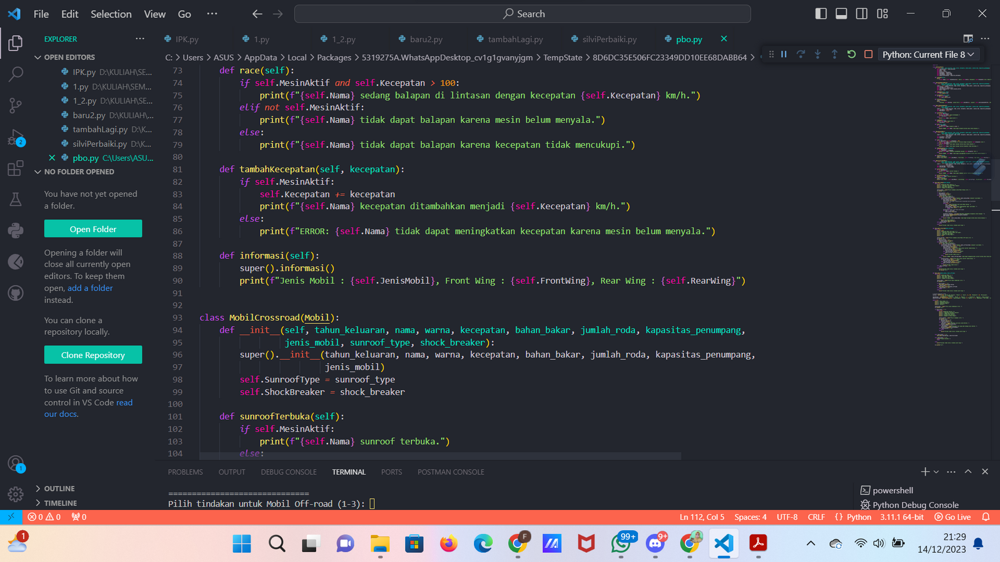 File Edit Selection View Go ··· Search
EXPLORER ···
IPK.py 1.py 1_2.py baru2.py tambahLagi.py silviPerbaiki.py pbo.py
OPEN EDITORS
C: > Users > ASUS > AppData > Local > Packages > 5319275A.WhatsAppDesktop_cv1g1gvanyjgm > TempState > 8D6DC35E506FC23349DD10EE68DABB64 >
Python: Current File 8
IPK.py D:\KULIAH\SE...
1.py D:\KULIAH\SEM...
1_2.py D:\KULIAH\SE...
baru2.py D:\KULIAH\...
tambahLagi.py D:\K...
silviPerbaiki.py D:\K...
pbo.py C:\Users\ASU...
NO FOLDER OPENED
You have not yet opened
a folder.
Open Folder
Opening a folder will
close all currently open
editors. To keep them
open, add a folder
instead.
You can clone a
repository locally.
Clone Repository
To learn more about how
to use Git and source
control in VS Code read
our docs.
OUTLINE
TIMELINE
2
1
73 def race(self):
74 if self.MesinAktif and self.Kecepatan > 100:
75 print(f"{self.Nama} sedang balapan di lintasan dengan kecepatan {self.Kecepatan} km/h.")
76 elif not self.MesinAktif:
77 print(f"{self.Nama} tidak dapat balapan karena mesin belum menyala.")
78 else:
79 print(f"{self.Nama} tidak dapat balapan karena kecepatan tidak mencukupi.")
80
81 def tambahKecepatan(self, kecepatan):
82 if self.MesinAktif:
83 self.Kecepatan += kecepatan
84 print(f"{self.Nama} kecepatan ditambahkan menjadi {self.Kecepatan} km/h.")
85 else:
86 print(f"ERROR: {self.Nama} tidak dapat meningkatkan kecepatan karena mesin belum menyala.")
87
88 def informasi(self):
89 super().informasi()
90 print(f"Jenis Mobil : {self.JenisMobil}, Front Wing : {self.FrontWing}, Rear Wing : {self.RearWing}")
91
92
93 class MobilCrossroad(Mobil):
94 def __init__(self, tahun_keluaran, nama, warna, kecepatan, bahan_bakar, jumlah_roda, kapasitas_penumpang,
95 jenis_mobil, sunroof_type, shock_breaker):
96 super().__init__(tahun_keluaran, nama, warna, kecepatan, bahan_bakar, jumlah_roda, kapasitas_penumpang,
97 jenis_mobil)
98 self.SunroofType = sunroof_type
99 self.ShockBreaker = shock_breaker
100
101 def sunroofTerbuka(self):
102 if self.MesinAktif:
103 print(f"{self.Nama} sunroof terbuka.")
104 else:
PROBLEMS OUTPUT DEBUG CONSOLE TERMINAL PORTS POSTMAN CONSOLE
==============================
Pilih tindakan untuk Mobil Off-road (1-3):
powershell
Python Debug Console
0 0 0 Ln 112, Col 5 Spaces: 4 UTF-8 CRLF {} Python 3.11.1 64-bit Go Live
1
F 99+ 9+
21:29
14/12/2023